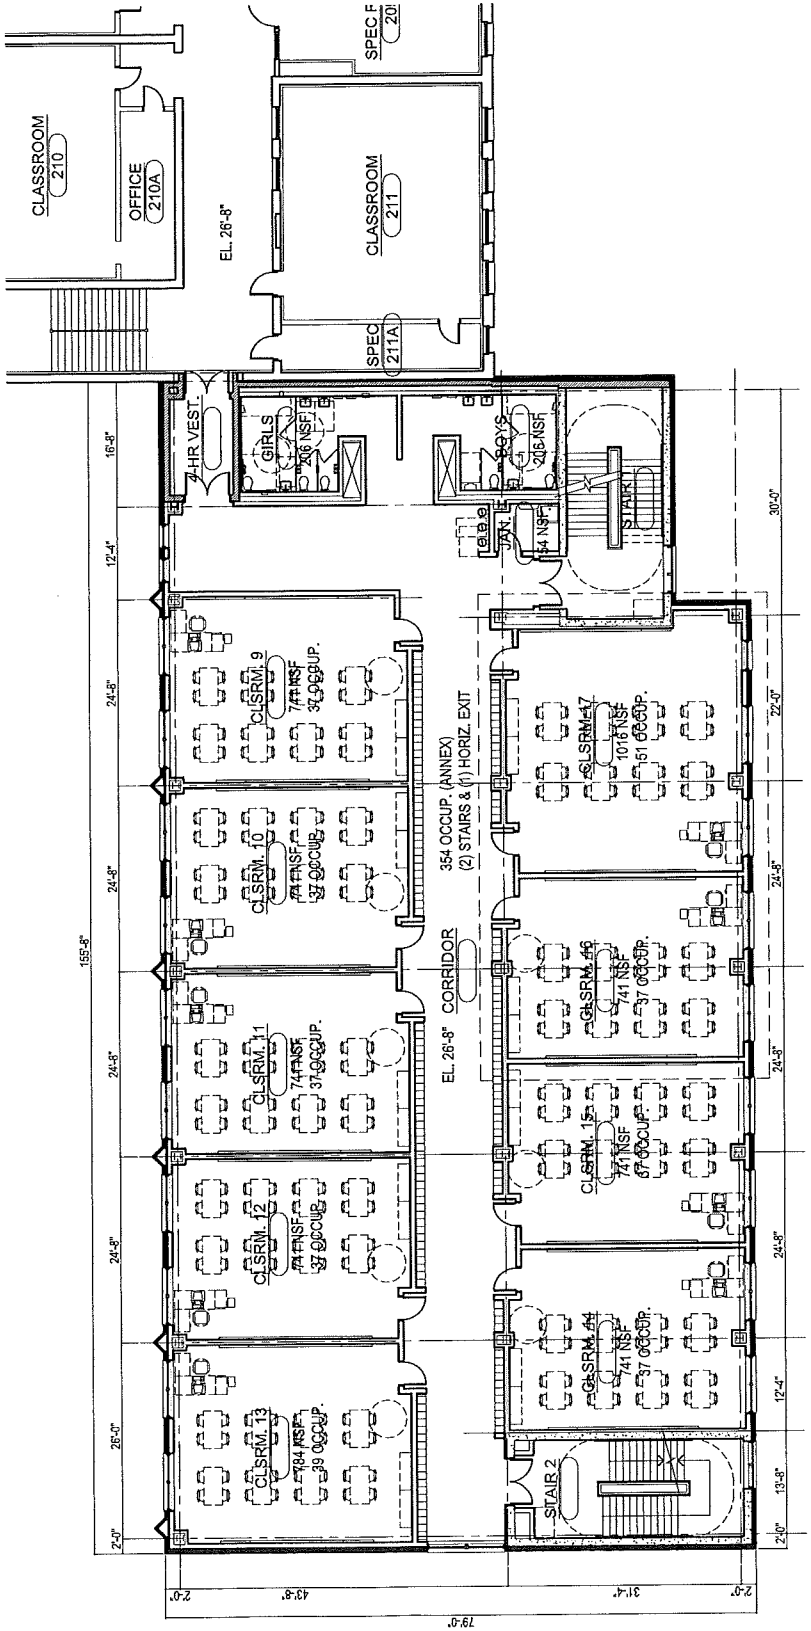 CLASSROOM
210
OFFICE
210A
SPEC R
20
CLASSROOM
211
EL. 26'-8"
SPEC
211A
4-HR VEST.
GIRLS
206 NSF.
BOYS
206 NSF
JAN.
54 NSF.
STAIR 1
CLSRM. 9
741 NSF
37 OCCUP.
CLSRM. 10
741 NSF.
37 OCCUP.
CLSRM. 11
741 NSF
37 OCCUP.
CLSRM. 12
741 NSF
37 OCCUP.
CLSRM. 13
784 NSF
39 OCCUP.
354 OCCUP. (ANNEX)
(2) STAIRS & (1) HORIZ. EXIT
EL. 26'-8" CORRIDOR
CLSRM. 17
1016 NSF
51 OCCUP.
CLSRM. 16
741 NSF
37 OCCUP.
CLSRM. 15
741 NSF
37 OCCUP.
CLSRM. 14
741 NSF
37 OCCUP.
STAIR 2
155'-8"
16'-8"
12'-4"
24'-8"
24'-8"
24'-8"
24'-8"
26'-0"
2'-0"
30'-0"
22'-0"
24'-8"
24'-8"
24'-8"
12'-4"
13'-8"
2'-0"
2'-0"
43'-8"
31'-4"
2'-0"
79'-0"